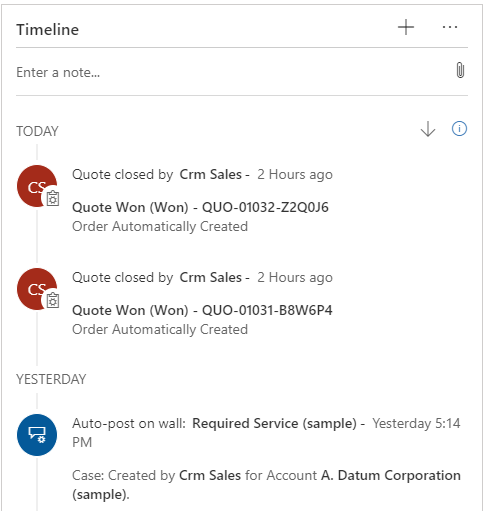 Timeline
Enter a note...
TODAY
CS
Quote closed by Crm Sales - 2 Hours ago
Quote Won (Won) - QUO-01032-Z2Q0J6
Order Automatically Created
CS
Quote closed by Crm Sales - 2 Hours ago
Quote Won (Won) - QUO-01031-B8W6P4
Order Automatically Created
YESTERDAY
Auto-post on wall: Required Service (sample) - Yesterday 5:14
PM
Case: Created by Crm Sales for Account A. Datum Corporation
(sample).